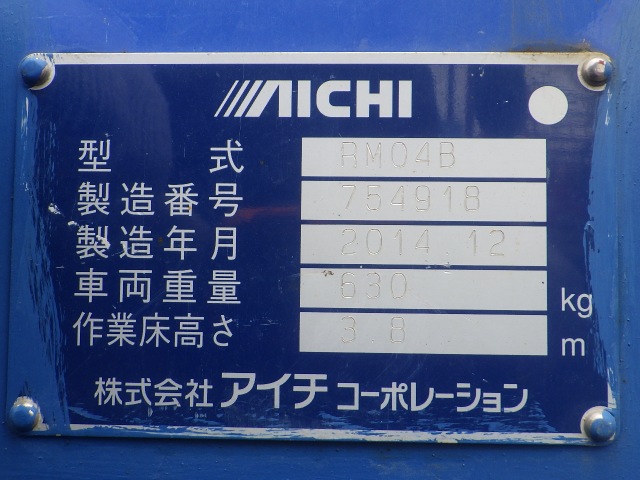 AICHI
型式 RM04B
製造番号 754918
製造年月 2014.12
車両重量 630 kg
作業床高さ 3.8 m
株式会社アイチコーポレーション